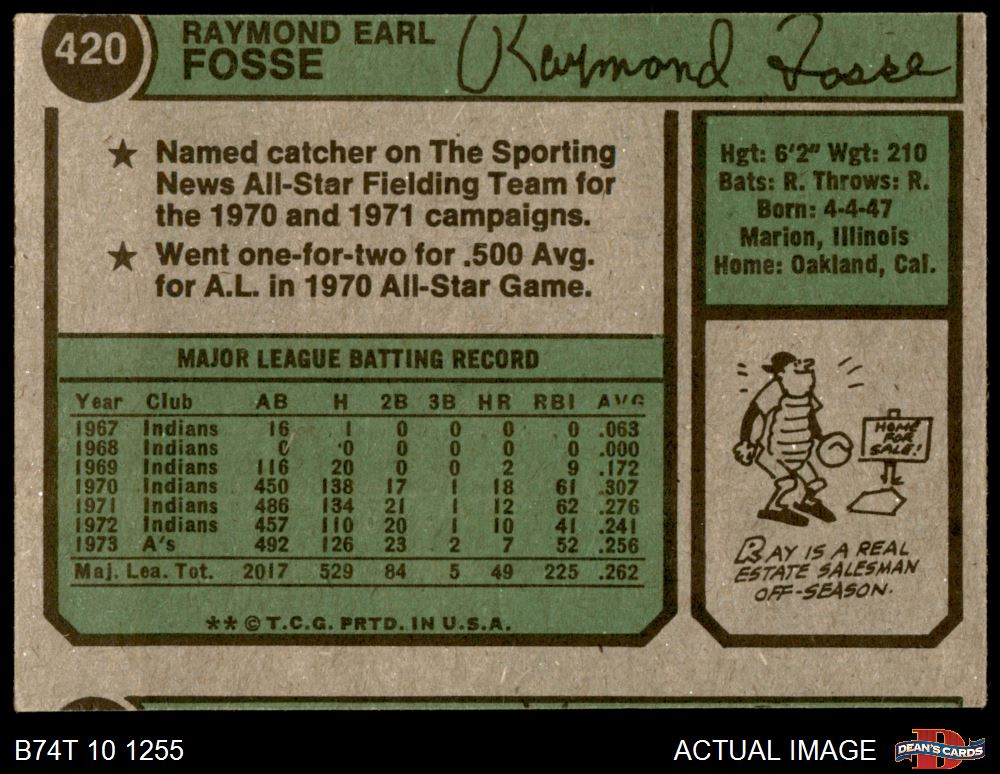 420
RAYMOND EARL
FOSSE
Raymond Fosse
★ Named catcher on The Sporting
News All-Star Fielding Team for
the 1970 and 1971 campaigns.
★ Went one-for-two for .500 Avg.
for A.L. in 1970 All-Star Game.
Hgt: 6'2" Wgt: 210
Bats: R. Throws: R.
Born: 4-4-47
Marion, Illinois
Home: Oakland, Cal.
MAJOR LEAGUE BATTING RECORD
Year Club AB H 2B 3B HR RBI AVG
1967 Indians 16 1 0 0 0 0 .063
1968 Indians 0 0 0 0 0 0 .000
1969 Indians 116 20 0 0 2 9 .172
1970 Indians 450 138 17 1 18 61 .307
1971 Indians 486 134 21 1 12 62 .276
1972 Indians 457 110 20 1 10 41 .241
1973 A's 492 126 23 2 7 52 .256
Maj. Lea. Tot. 2017 529 84 5 49 225 .262
** © T.C.G. PRTD. IN U.S.A.
HOME
FOR
SALE!
RAY IS A REAL
ESTATE SALESMAN
OFF-SEASON.
B74T 10 1255
ACTUAL IMAGE
DEAN'S CARDS